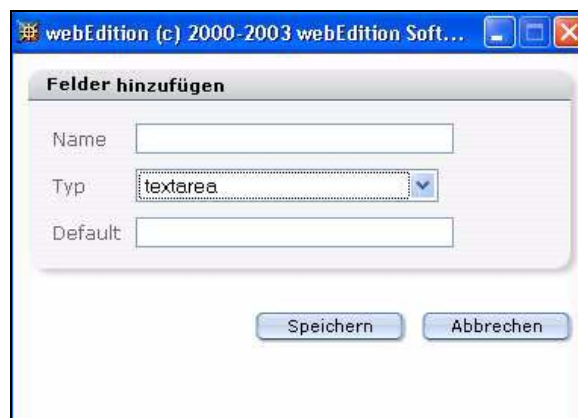 webEdition (c) 2000-2003 webEdition Soft...
Felder hinzufügen
Name
Typ textarea
Default
Speichern Abbrechen